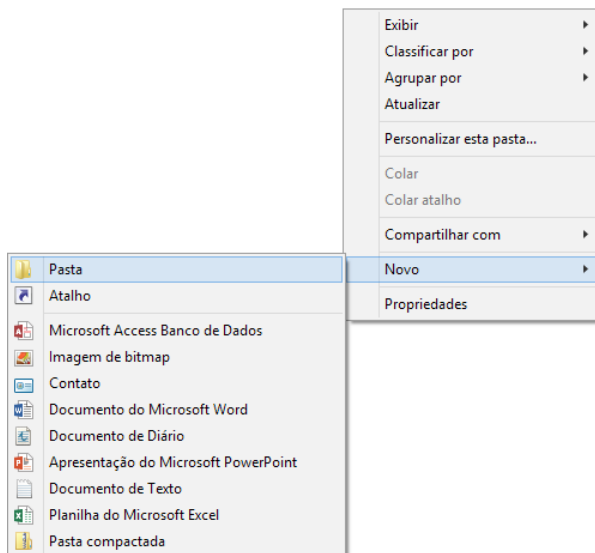 Exibir
Classificar por
Agrupar por
Atualizar
Personalizar esta pasta...
Colar
Colar atalho
Compartilhar com
Novo
Propriedades
Pasta
Atalho
Microsoft Access Banco de Dados
Imagem de bitmap
Contato
Documento do Microsoft Word
Documento de Diário
Apresentação do Microsoft PowerPoint
Documento de Texto
Planilha do Microsoft Excel
Pasta compactada